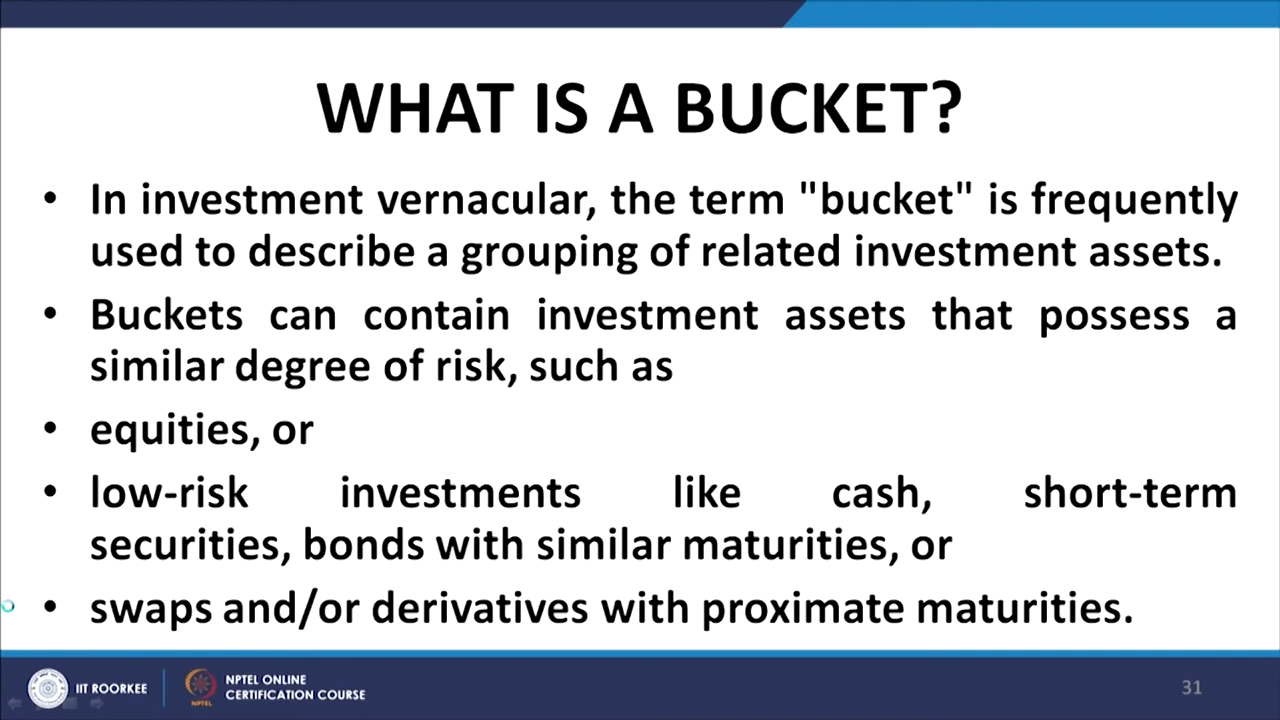 WHAT IS A BUCKET?
• In investment vernacular, the term "bucket" is frequently
used to describe a grouping of related investment assets.
• Buckets can contain investment assets that possess a
similar degree of risk, such as
• equities, or
• low-risk investments like cash, short-term
securities, bonds with similar maturities, or
• swaps and/or derivatives with proximate maturities.
IIT ROORKEE
NPTEL
NPTEL ONLINE
CERTIFICATION COURSE
31